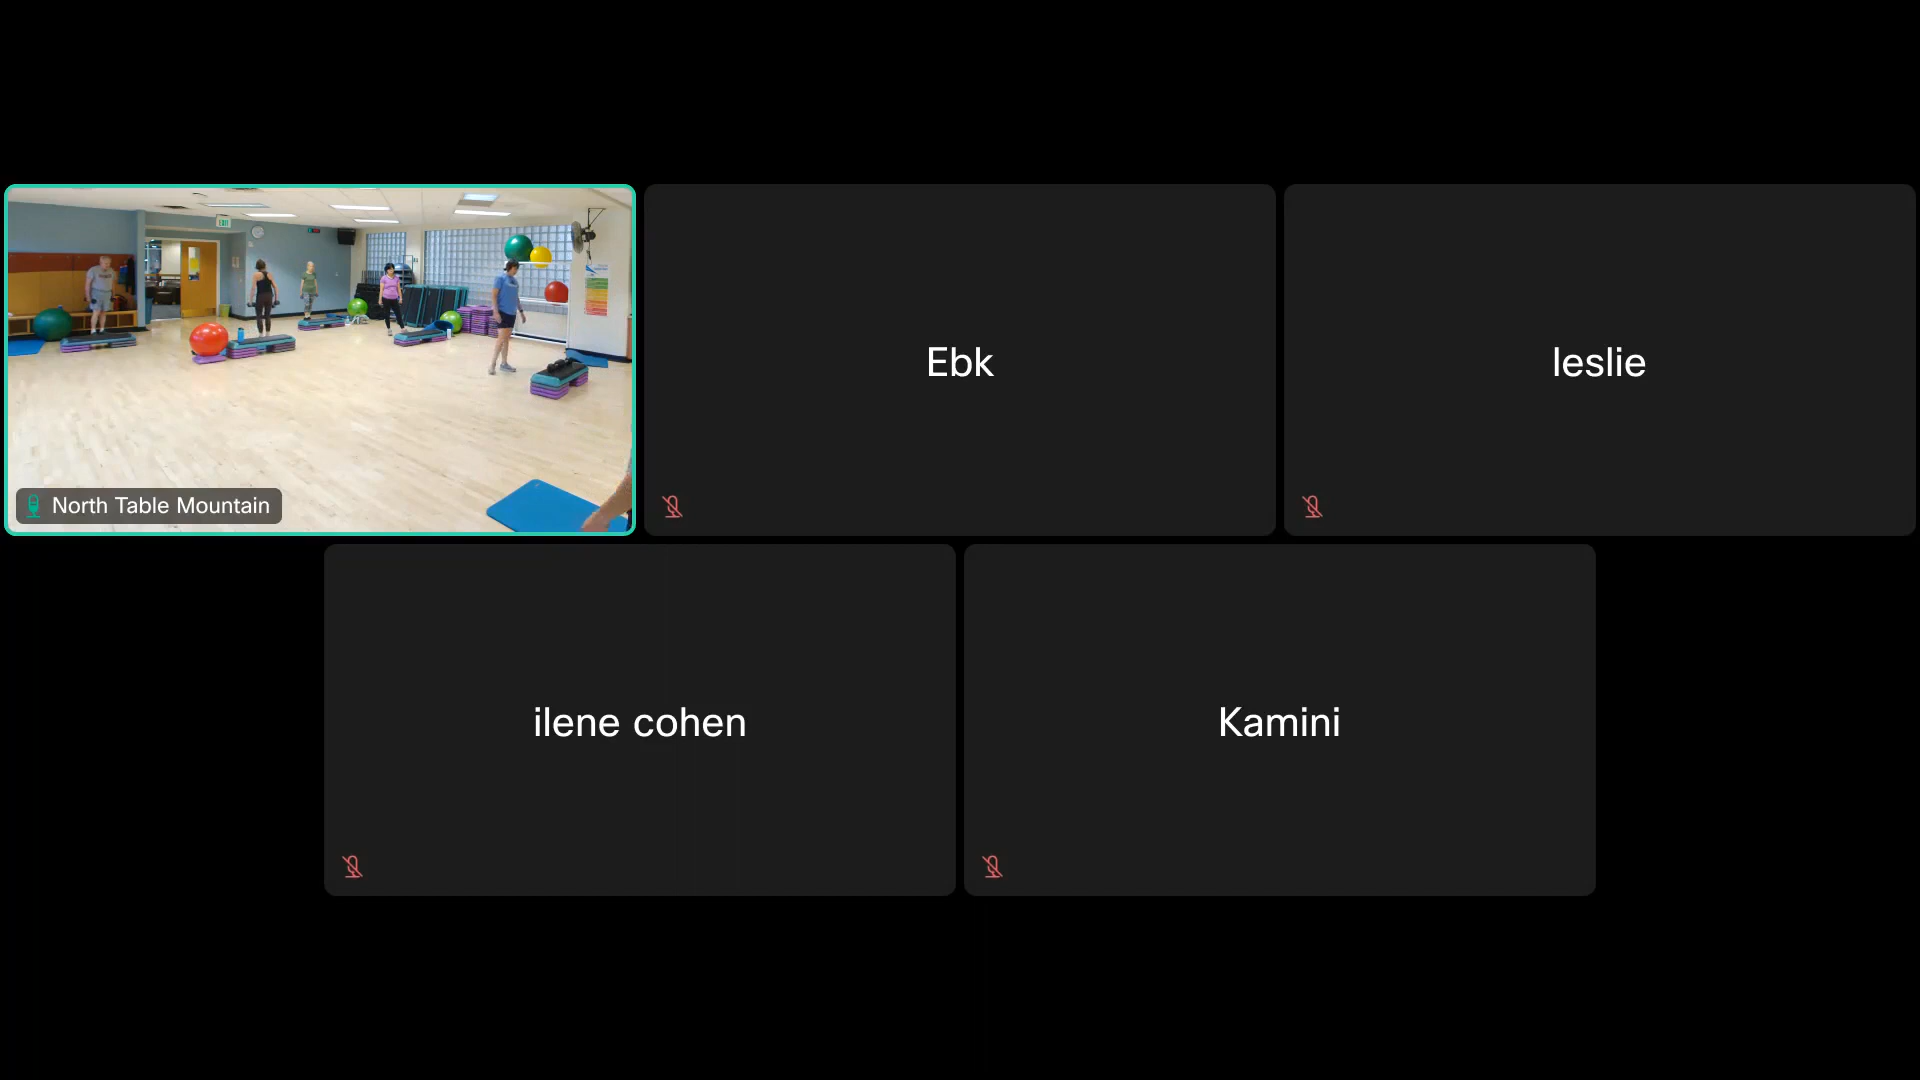 North Table Mountain
Ebk
leslie
ilene cohen
Kamini